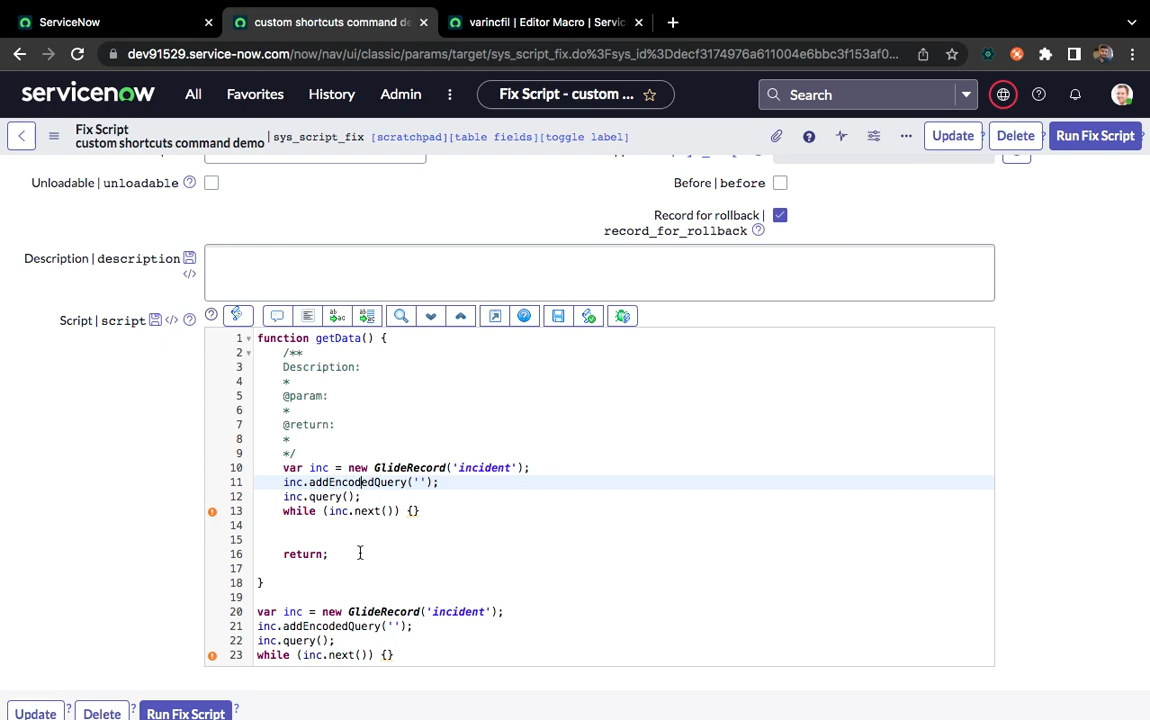 ServiceNow
custom shortcuts command de
varincfil | Editor Macro | Servic
dev91529.service-now.com/now/nav/ui/classic/params/target/sys_script_fix.do%3Fsys_id%3Ddecf3174976a611004e6bbc3f153af0...
servicenow All Favorites History Admin Fix Script - custom ... Search
Fix Script
custom shortcuts command demo | sys_script_fix [scratchpad][table fields][toggle label] Update ? Delete ? Run Fix Script ?
Unloadable | unloadable Before | before
Record for rollback |
record_for_rollback
Description | description
</>
Script | script </>
1 function getData() {
2 /**
3 Description:
4 *
5 @param:
6 *
7 @return:
8 *
9 */
10 var inc = new GlideRecord('incident');
11 inc.addEncodedQuery('');
12 inc.query();
13 while (inc.next()) {}
14
15
16 return;
17
18 }
19
20 var inc = new GlideRecord('incident');
21 inc.addEncodedQuery('');
22 inc.query();
23 while (inc.next()) {}
Update ? Delete ? Run Fix Script ?